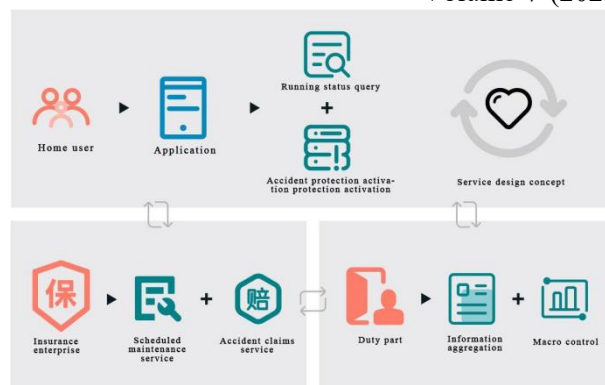 Running status query
Home user
Application
+
Accident protection activa-
tion protection activation
Service design concept
保
赔
+
+
Insurance
enterprise
Scheduled
maintenance
service
Accident claims
service
Duty part
Information
aggregation
Macro control